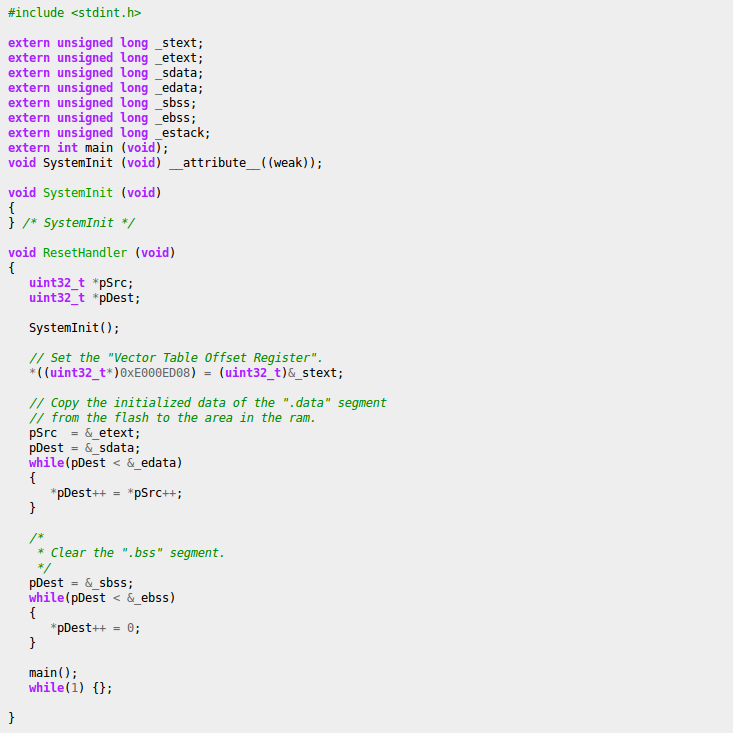 #include <stdint.h>

extern unsigned long _stext;
extern unsigned long _etext;
extern unsigned long _sdata;
extern unsigned long _edata;
extern unsigned long _sbss;
extern unsigned long _ebss;
extern unsigned long _estack;
extern int main (void);
void SystemInit (void) __attribute__((weak));

void SystemInit (void)
{
} /* SystemInit */

void ResetHandler (void)
{
   uint32_t *pSrc;
   uint32_t *pDest;

   SystemInit();

   // Set the "Vector Table Offset Register".
   *((uint32_t*)0xE000ED08) = (uint32_t)&_stext;

   // Copy the initialized data of the ".data" segment
   // from the flash to the area in the ram.
   pSrc  = &_etext;
   pDest = &_sdata;
   while(pDest < &_edata)
   {
      *pDest++ = *pSrc++;
   }

   /*
    * Clear the ".bss" segment.
    */
   pDest = &_sbss;
   while(pDest < &_ebss)
   {
      *pDest++ = 0;
   }

   main();
   while(1) {};

}